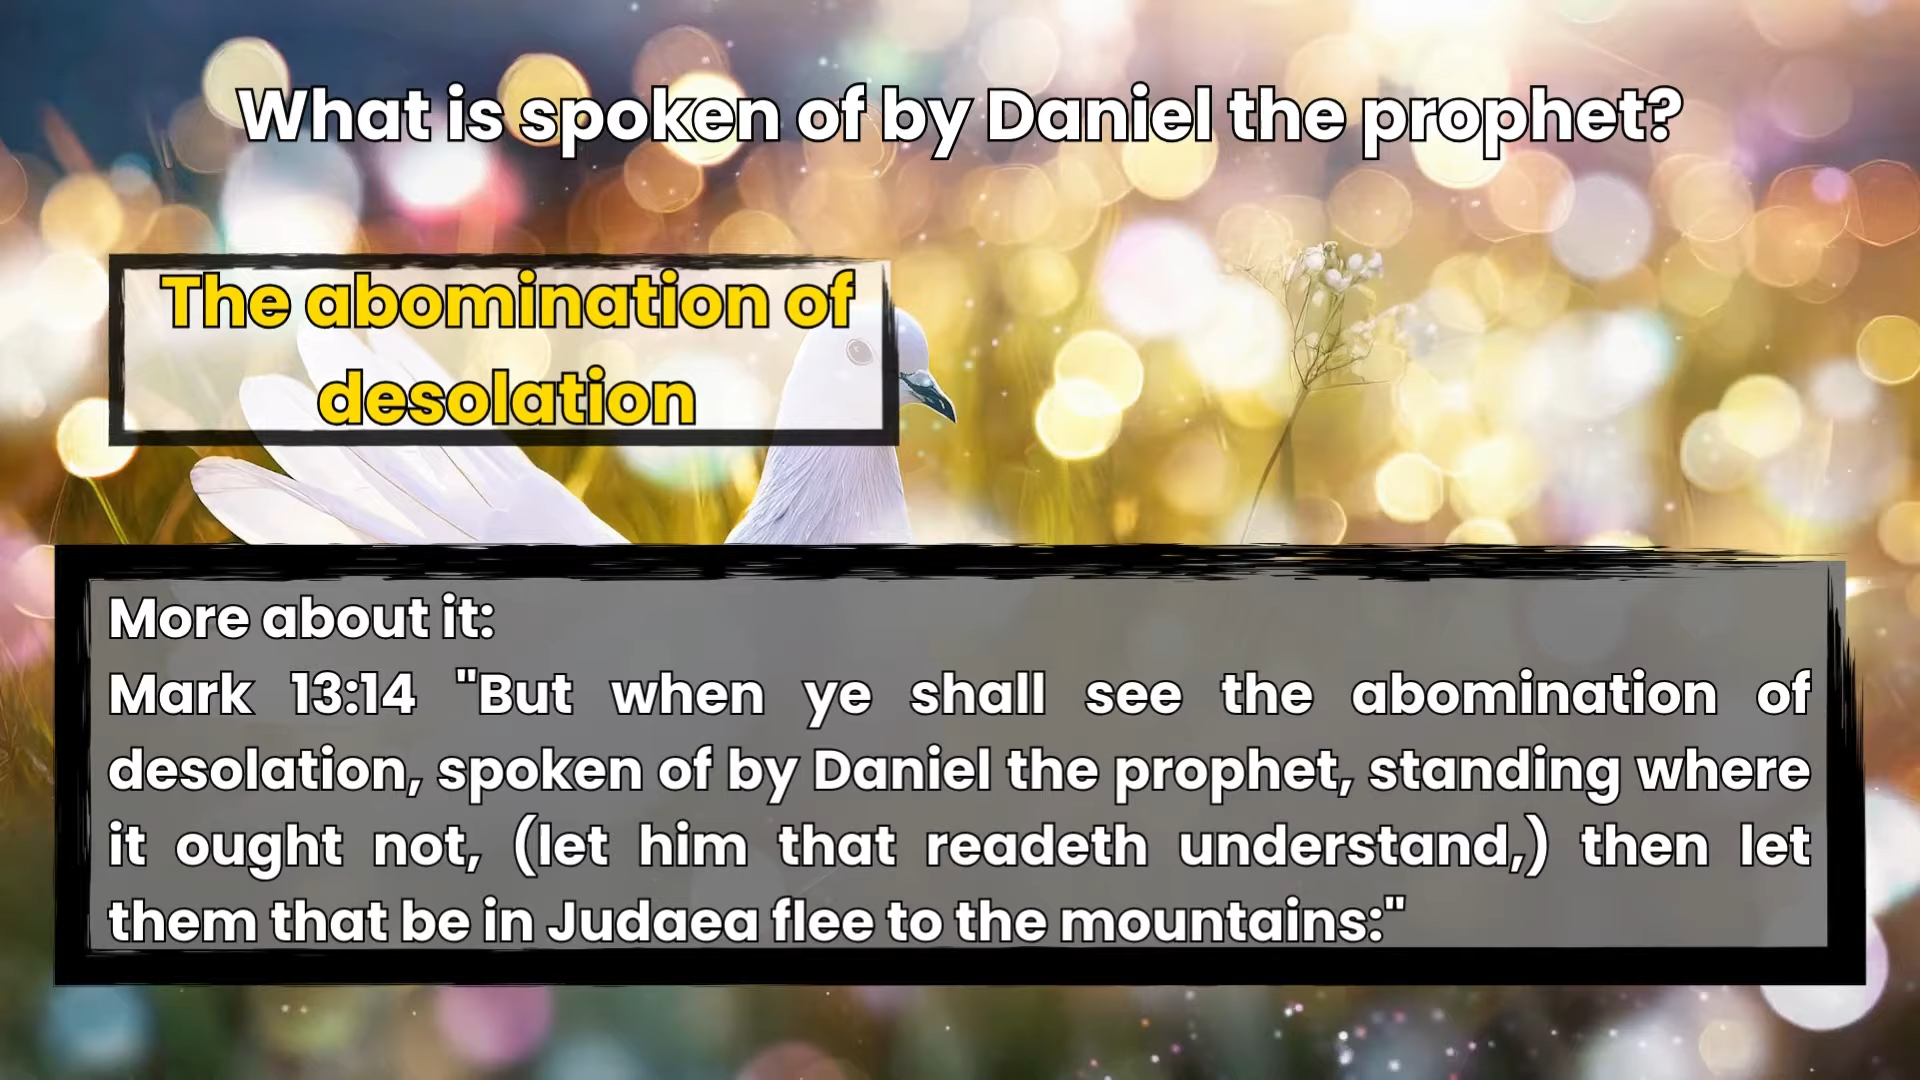 What is spoken of by Daniel the prophet?
The abomination of
desolation
More about it:
Mark 13:14 "But when ye shall see the abomination of
desolation, spoken of by Daniel the prophet, standing where
it ought not, (let him that readeth understand,) then let
them that be in Judaea flee to the mountains:"